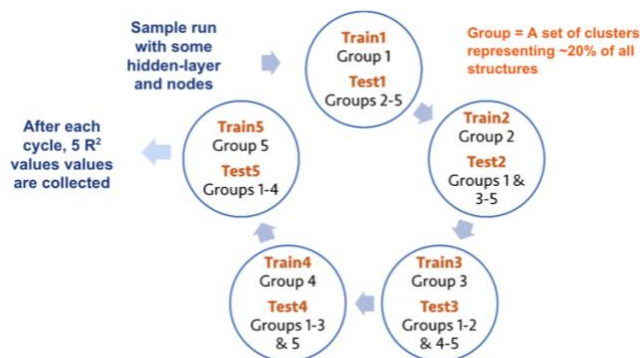 Sample run
with some
hidden-layer
and nodes
Train1
Group 1
Test1
Groups 2-5
Group = A set of clusters
representing ~20% of all
structures
Train2
Group 2
Test2
Groups 1 &
3-5
Train3
Group 3
Test3
Groups 1-2
& 4-5
Train4
Group 4
Test4
Groups 1-3
& 5
Train5
Group 5
Test5
Groups 1-4
After each
cycle, 5 R²
values values
are collected